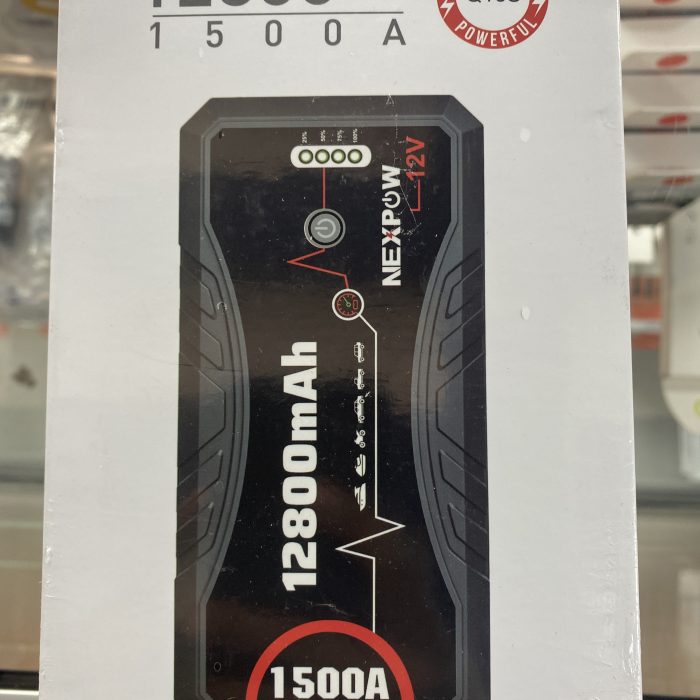 1500A
POWERFUL
25% 50% 75% 100%
NEXPOW
12V
12800mAh
1500A